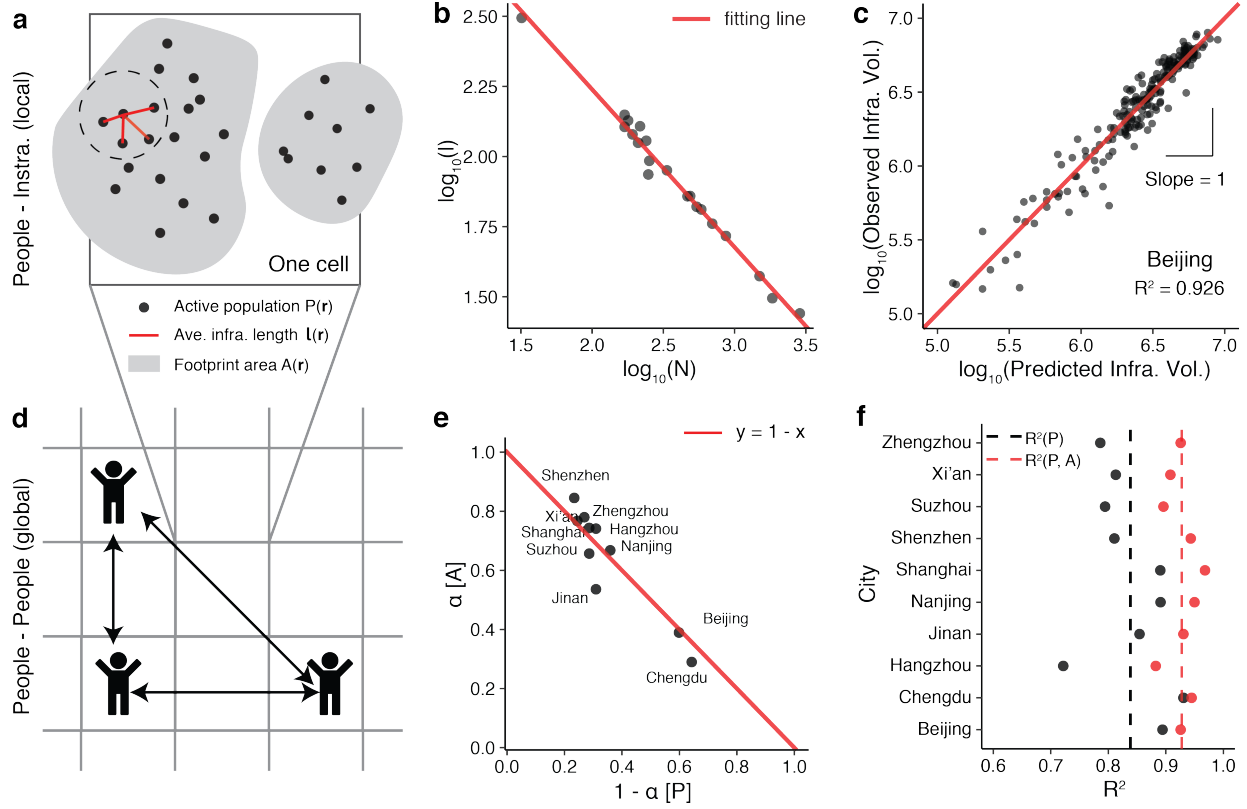 a
People - Instra. (local)
One cell
Active population P(r)
Ave. infra. length l(r)
Footprint area A(r)
b
fitting line
log10(l)
2.50
2.25
2.00
1.75
1.50
1.5
2.0
2.5
3.0
3.5
log10(N)
c
log10(Observed Infra. Vol.)
7.0
6.5
6.0
5.5
5.0
Slope = 1
Beijing
R² = 0.926
5.0
5.5
6.0
6.5
7.0
log10(Predicted Infra. Vol.)
d
People - People (global)
e
y = 1 - x
α [A]
1.0
0.8
0.6
0.4
0.2
0.0
Shenzhen
Zhengzhou
Xi'an
Hangzhou
Shanghai
Nanjing
Suzhou
Jinan
Beijing
Chengdu
0.0
0.2
0.4
0.6
0.8
1.0
1 - α [P]
f
R²(P)
R²(P, A)
City
Zhengzhou
Xi'an
Suzhou
Shenzhen
Shanghai
Nanjing
Jinan
Hangzhou
Chengdu
Beijing
0.6
0.7
0.8
0.9
1.0
R²